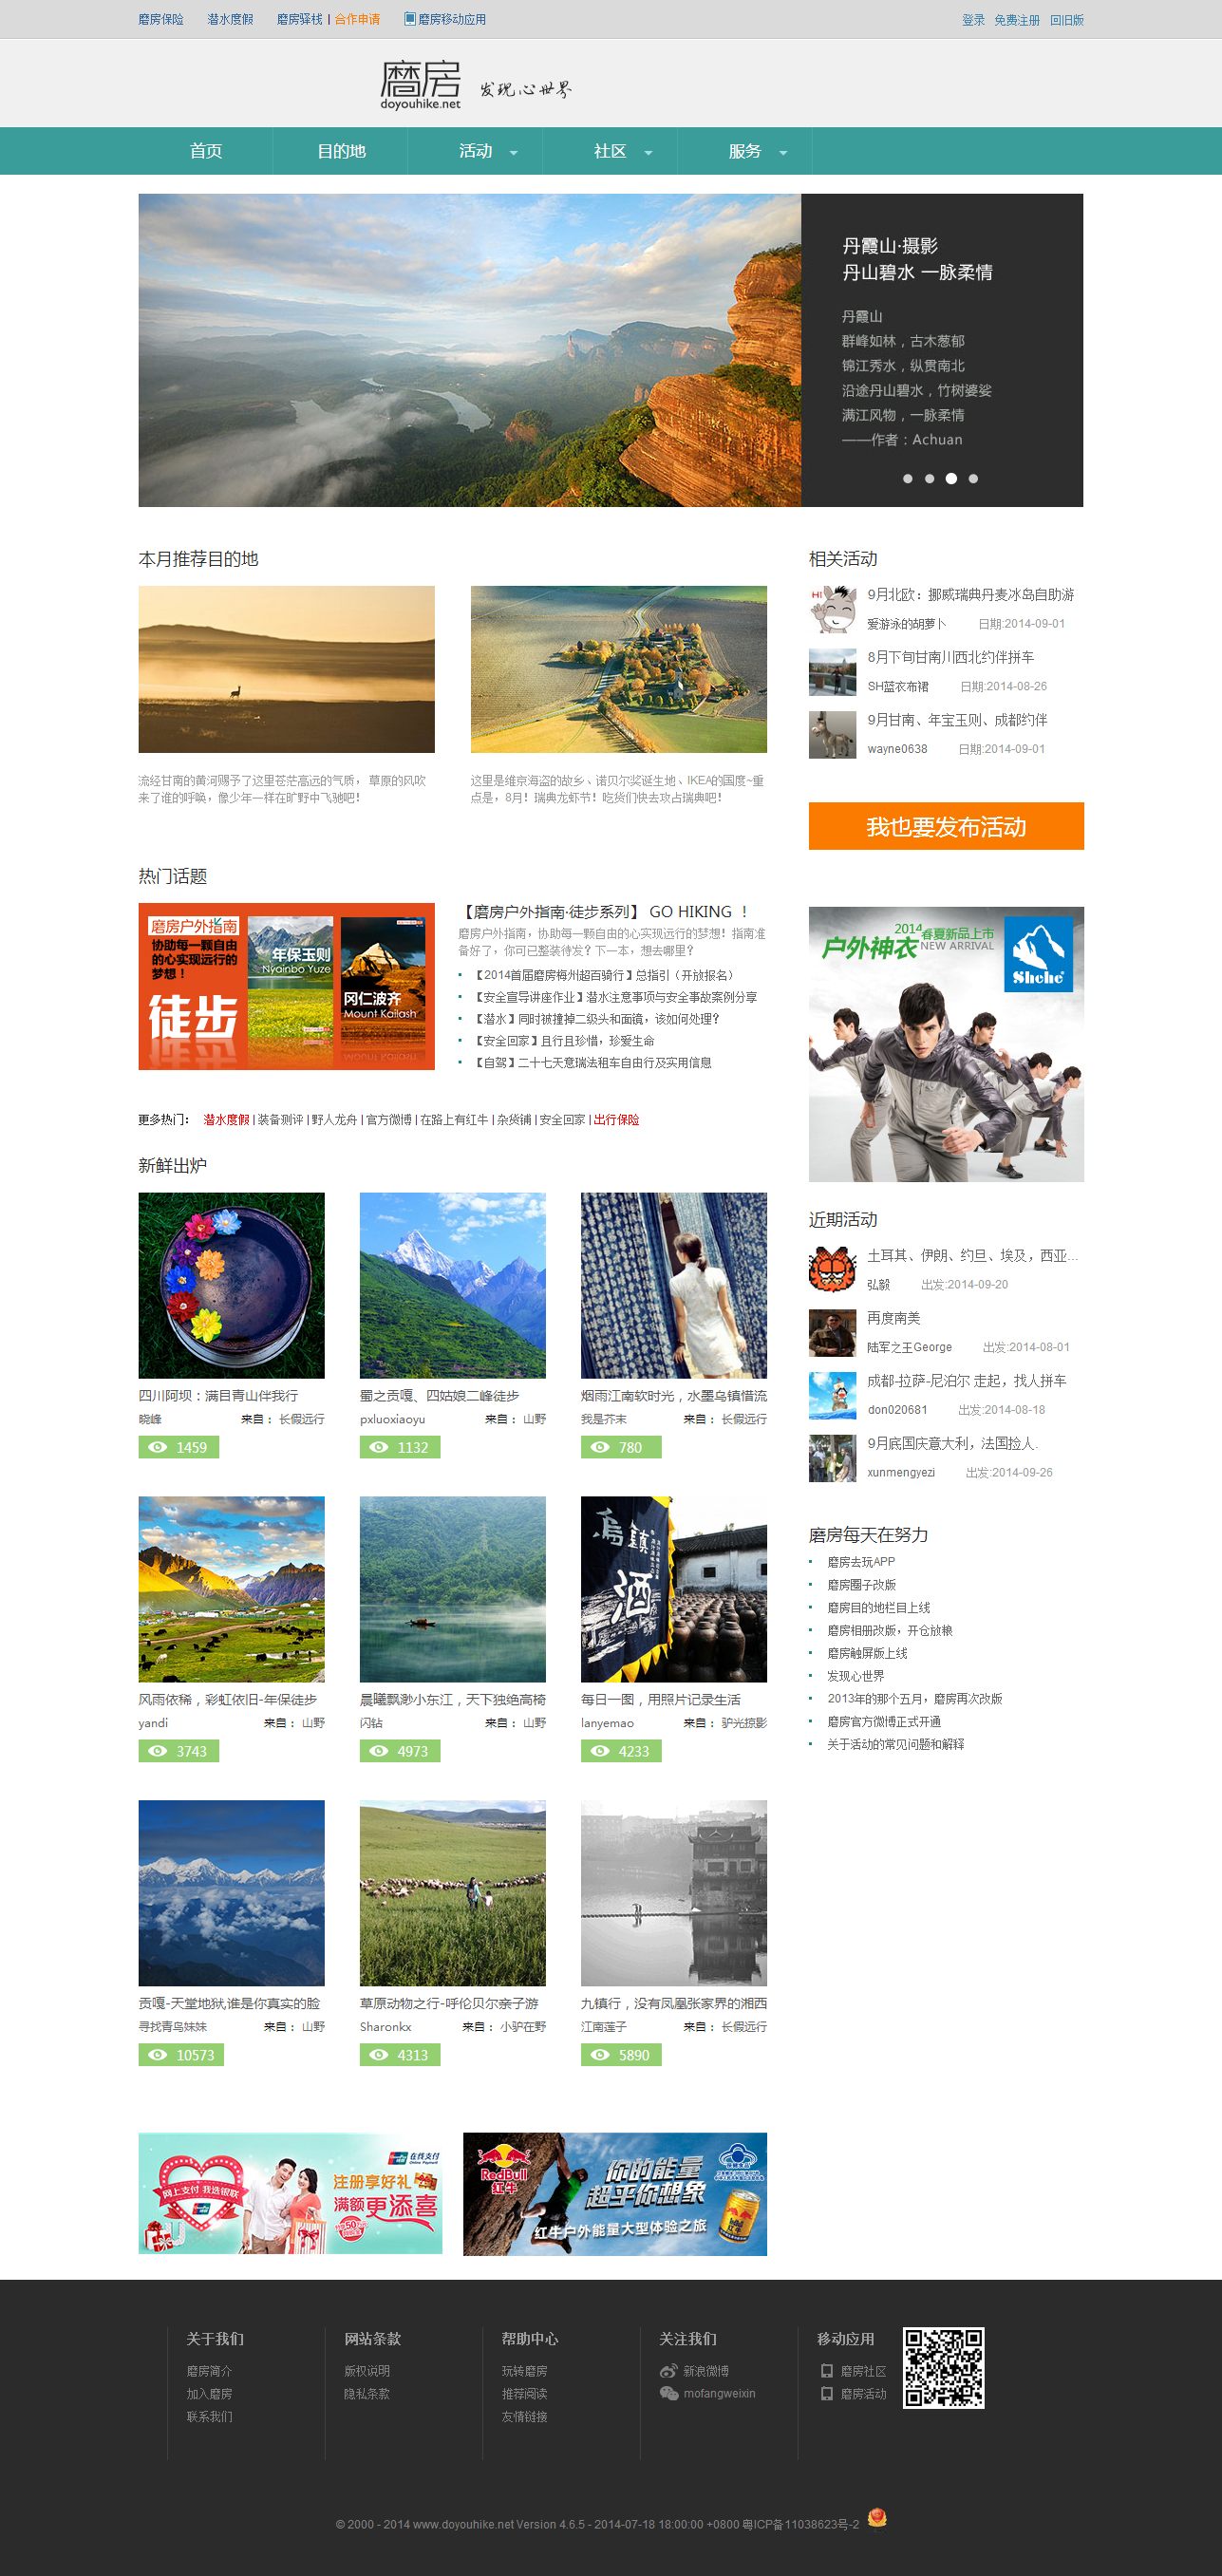 磨房保险 潜水度假 磨房驿栈 | 合作申请 磨房移动应用 登录 免费注册 回旧版
磨房 发现心世界
doyouhike.net
首页 目的地 活动 社区 服务
丹霞山·摄影
丹山碧水 一脉柔情
丹霞山
群峰如林，古木葱郁
锦江秀水，纵贯南北
沿途丹山碧水，竹树婆娑
满江风物，一脉柔情
——作者：Achuan
本月推荐目的地
流经甘南的黄河赐予了这里苍茫高远的气质， 草原的风吹
来了谁的呼唤，像少年一样在旷野中飞驰吧！
这里是维京海盗的故乡、诺贝尔奖诞生地、IKEA的国度~重
点是，8月！瑞典龙虾节！吃货们快去攻占瑞典吧！
相关活动
HI
9月北欧：挪威瑞典丹麦冰岛自助游
爱游泳的胡萝卜 日期:2014-09-01
8月下旬甘南川西北约伴拼车
SH蓝衣布裙 日期:2014-08-26
9月甘南、年宝玉则、成都约伴
wayne0638 日期:2014-09-01
我也要发布活动
热门话题
磨房户外指南
协助每一颗自由
的心实现远行的
梦想！
徒步
年保玉则
Nyainbo Yuze
冈仁波齐
Mount Kailash
【磨房户外指南·徒步系列】 GO HIKING ！
磨房户外指南，协助每一颗自由的心实现远行的梦想！指南准
备好了，你可已整装待发？下一本，想去哪里？
【2014首届磨房梅州超百骑行】总指引（开放报名）
【安全宣导讲座作业】潜水注意事项与安全事故案例分享
【潜水】同时被撞掉二级头和面镜，该如何处理？
【安全回家】且行且珍惜，珍爱生命
【自驾】二十七天意瑞法租车自由行及实用信息
更多热门： 潜水度假 | 装备测评 | 野人龙舟 | 官方微博 | 在路上有红牛 | 杂货铺 | 安全回家 | 出行保险
2014春夏新品上市
户外神衣 NEW ARRIVAL
Shehe
新鲜出炉
四川阿坝：满目青山伴我行
晓峰 来自： 长假远行
1459
蜀之贡嘎、四姑娘二峰徒步
pxluoxiaoyu 来自： 山野
1132
烟雨江南软时光，水墨乌镇惜流
我是芥末 来自： 长假远行
780
乌镇
酒
风雨依稀，彩虹依旧-年保徒步
yandi 来自： 山野
3743
晨曦飘渺小东江，天下独绝高椅
闪钻 来自： 山野
4973
每日一图，用照片记录生活
lanyemao 来自： 驴光掠影
4233
贡嘎-天堂地狱,谁是你真实的脸
寻找青鸟妹妹 来自： 山野
10573
草原动物之行-呼伦贝尔亲子游
Sharonkx 来自： 小驴在野
4313
九镇行，没有凤凰张家界的湘西
江南莲子 来自： 长假远行
5890
近期活动
土耳其、伊朗、约旦、埃及，西亚...
弘毅 出发:2014-09-20
再度南美
陆军之王George 出发:2014-08-01
成都-拉萨-尼泊尔 走起，找人拼车
don020681 出发:2014-08-18
9月底国庆意大利，法国捡人.
xunmengyezi 出发:2014-09-26
磨房每天在努力
磨房去玩APP
磨房圈子改版
磨房目的地栏目上线
磨房相册改版，开仓放粮
磨房触屏版上线
发现心世界
2013年的那个五月，磨房再次改版
磨房官方微博正式开通
关于活动的常见问题和解释
在线支付
Online Payment
网上支付 我选银联
注册享好礼
满额更添喜
RedBull
红牛
你的能量
超乎你想象
红牛户外能量大型体验之旅
关于我们
磨房简介
加入磨房
联系我们
网站条款
版权说明
隐私条款
帮助中心
玩转磨房
推荐阅读
友情链接
关注我们
新浪微博
mofangweixin
移动应用
磨房社区
磨房活动
© 2000 - 2014 www.doyouhike.net Version 4.6.5 - 2014-07-18 18:00:00 +0800 粤ICP备11038623号-2